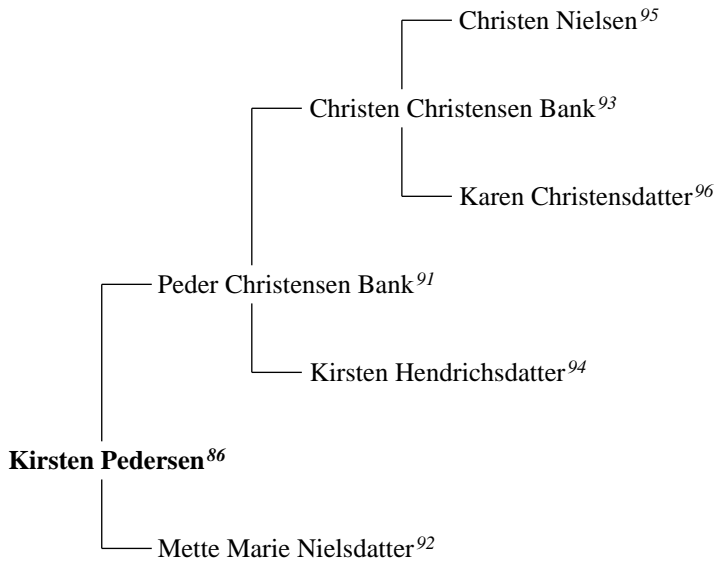 Christen Nielsen95
Christen Christensen Bank93
Karen Christensdatter96
Peder Christensen Bank91
Kirsten Hendrichsdatter94
Kirsten Pedersen86
Mette Marie Nielsdatter92